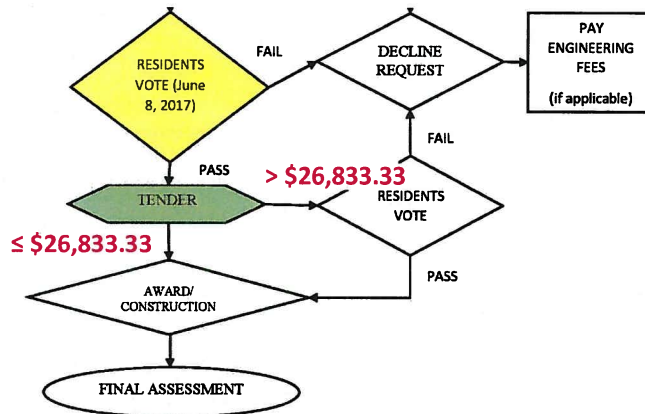 PAY
ENGINEERING
FEES
(if applicable)
FAIL
DECLINE
REQUEST
RESIDENTS
VOTE (June
8, 2017)
FAIL
PASS
> $26,833.33
TENDER
RESIDENTS
VOTE
≤ $26,833.33
PASS
AWARD/
CONSTRUCTION
FINAL ASSESSMENT